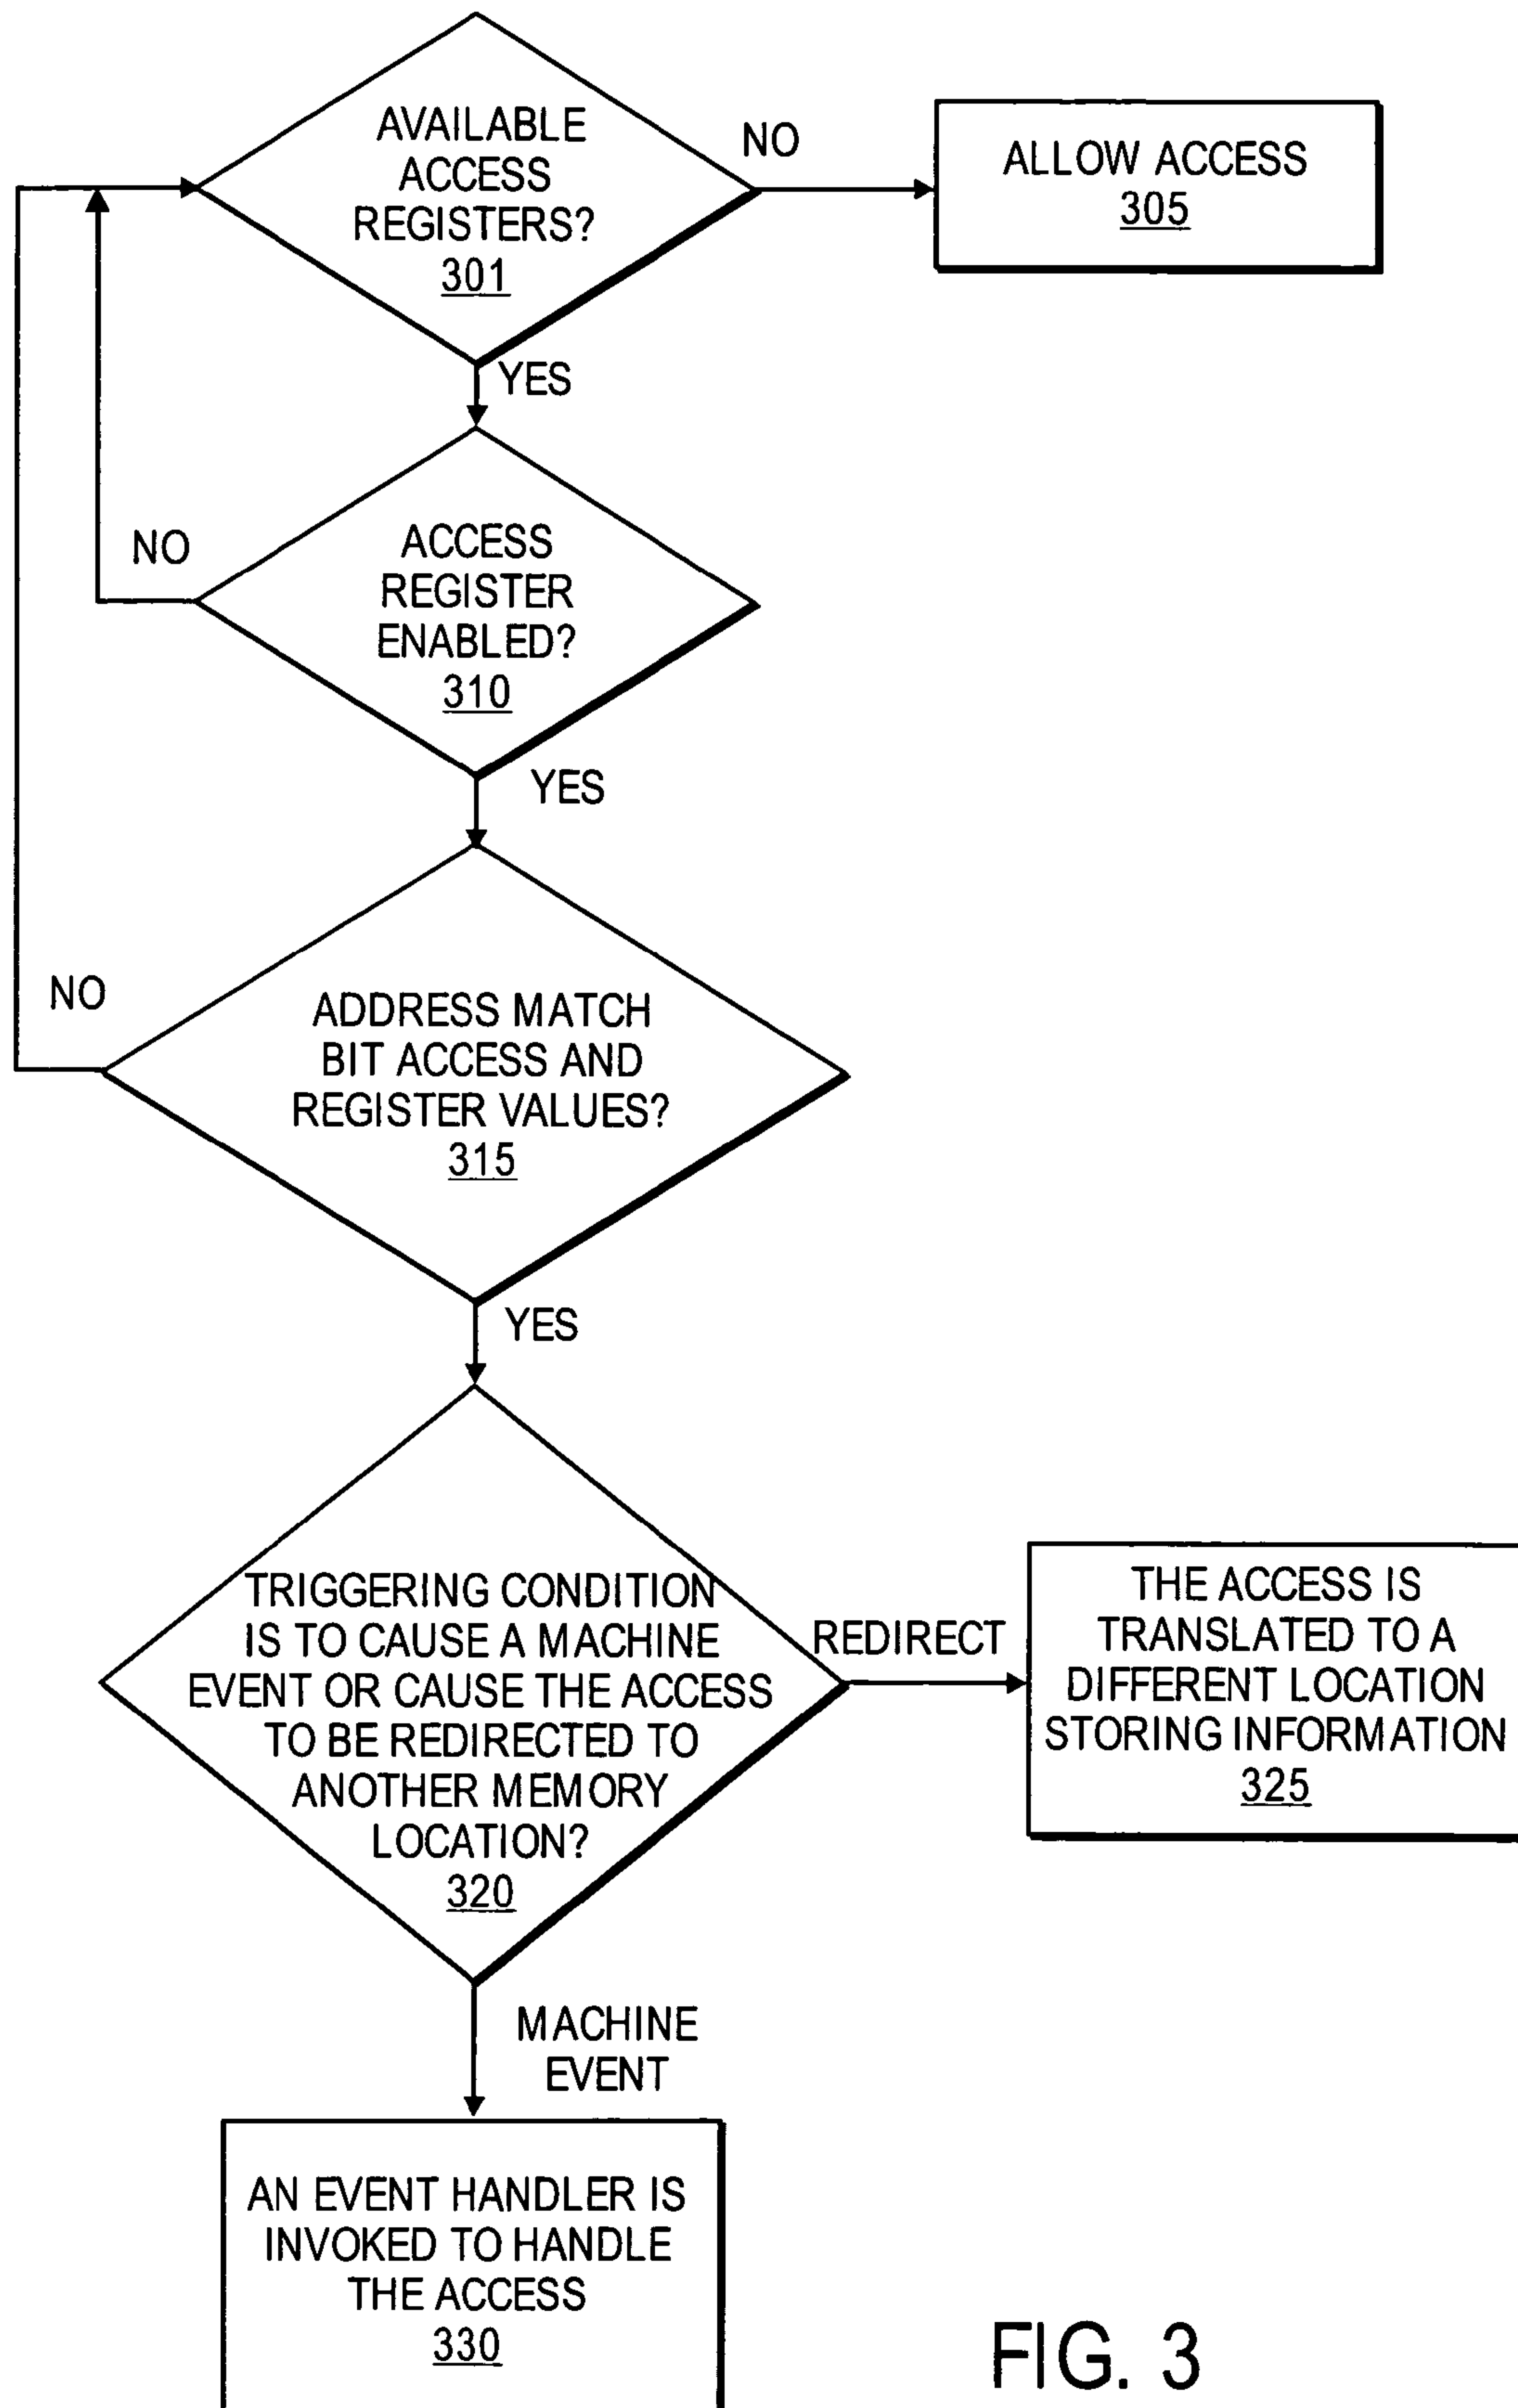 AVAILABLE
ACCESS
REGISTERS?
301
NO
ALLOW ACCESS
305
YES
ACCESS
REGISTER
ENABLED?
310
NO
YES
ADDRESS MATCH
BIT ACCESS AND
REGISTER VALUES?
315
NO
YES
TRIGGERING CONDITION
IS TO CAUSE A MACHINE
EVENT OR CAUSE THE ACCESS
TO BE REDIRECTED TO
ANOTHER MEMORY
LOCATION?
320
REDIRECT
THE ACCESS IS
TRANSLATED TO A
DIFFERENT LOCATION
STORING INFORMATION
325
MACHINE
EVENT
AN EVENT HANDLER IS
INVOKED TO HANDLE
THE ACCESS
330
FIG. 3